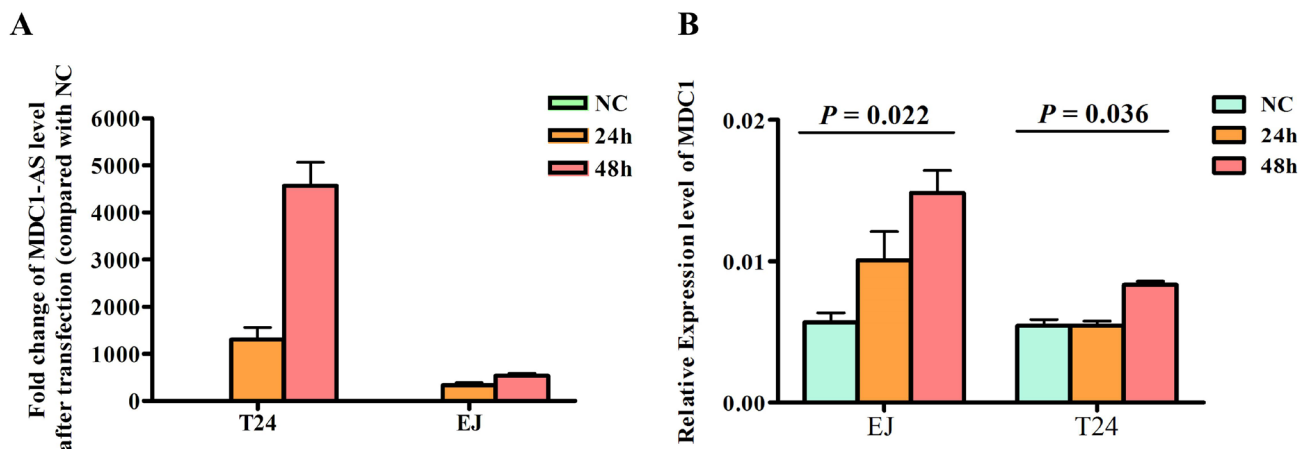 A
Fold change of MDC1-AS level
after transfection (compared with NC
6000
5000
4000
3000
2000
1000
0
NC
24h
48h
T24
EJ
B
Relative Expression level of MDC1
0.02
0.01
0.00
P = 0.022
P = 0.036
NC
24h
48h
EJ
T24